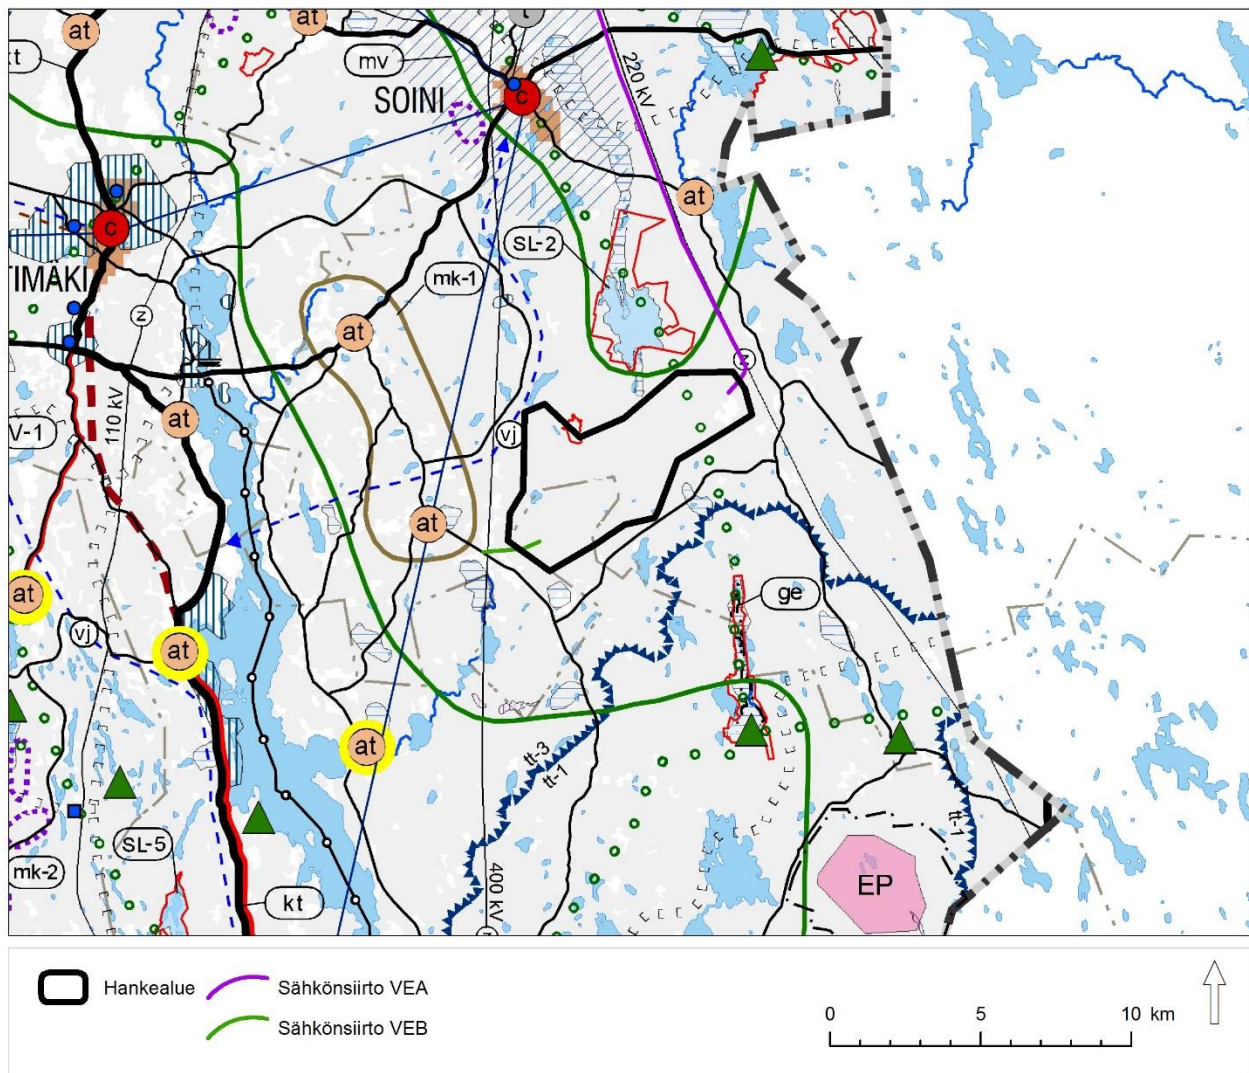 at
at
t
kt
mv
220 kV
SOINI
c
at
c
SL-2
TIMÄKI
mk-1
z
at
z
at
110 kV
V-1
vj
at
at
ge
vj
at
at
tt-3
tt-1
tt-1
SL-5
mk-2
400 kV
EP
kt
Hankealue
Sähkönsiirto VEA
Sähkönsiirto VEB
0 5 10 km